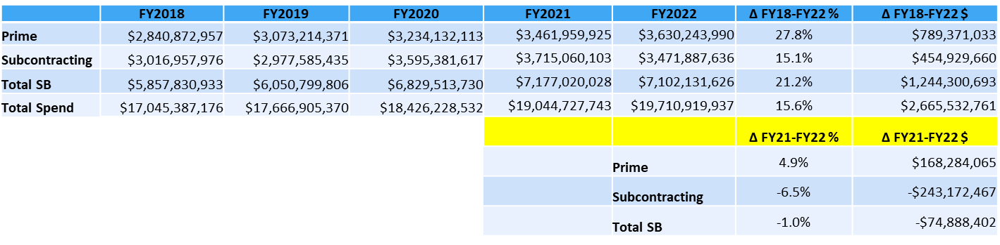 FY2018 FY2019 FY2020 FY2021 FY2022 Δ FY18-FY22 % Δ FY18-FY22 $
Prime $2,840,872,957 $3,073,214,371 $3,234,132,113 $3,461,959,925 $3,630,243,990 27.8% $789,371,033
Subcontracting $3,016,957,976 $2,977,585,435 $3,595,381,617 $3,715,060,103 $3,471,887,636 15.1% $454,929,660
Total SB $5,857,830,933 $6,050,799,806 $6,829,513,730 $7,177,020,028 $7,102,131,626 21.2% $1,244,300,693
Total Spend $17,045,387,176 $17,666,905,370 $18,426,228,532 $19,044,727,743 $19,710,919,937 15.6% $2,665,532,761
Δ FY21-FY22 % Δ FY21-FY22 $
Prime 4.9% $168,284,065
Subcontracting -6.5% -$243,172,467
Total SB -1.0% -$74,888,402